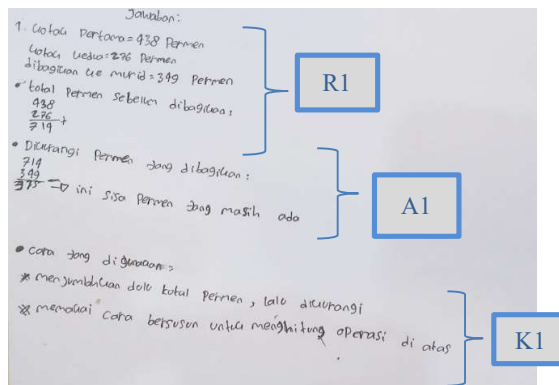 Jawaban:
1. Kotak Pertama = 438 Permen
Kotak Kedua = 276 Permen
dibagikan ke murid = 349 Permen
• total Permen sebelum dibagikan:
438
276 +
714
R1
• Dikurangi Permen yang dibagikan:
714
349 -
375 → ini sisa Permen yang masih ada
A1
• Cara yang digunakan:
* menjumlahkan dulu total Permen, lalu dikurangi
* memakai cara bersusun untuk menghitung operasi di atas
K1